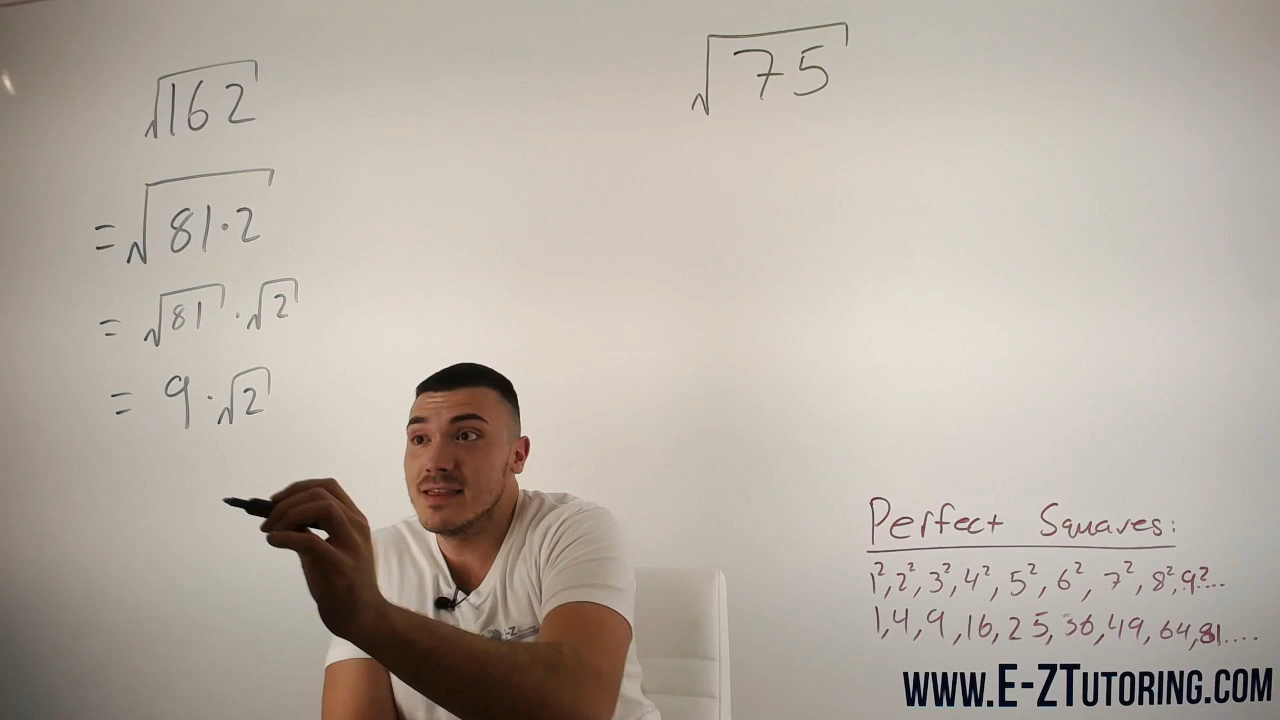 √162
= √81·2
= √81 · √2
= 9 · √2
√75
Perfect Squares:
1², 2², 3², 4², 5², 6², 7², 8², 9²...
1, 4, 9, 16, 25, 36, 49, 64, 81....
www.E-ZTutoring.com